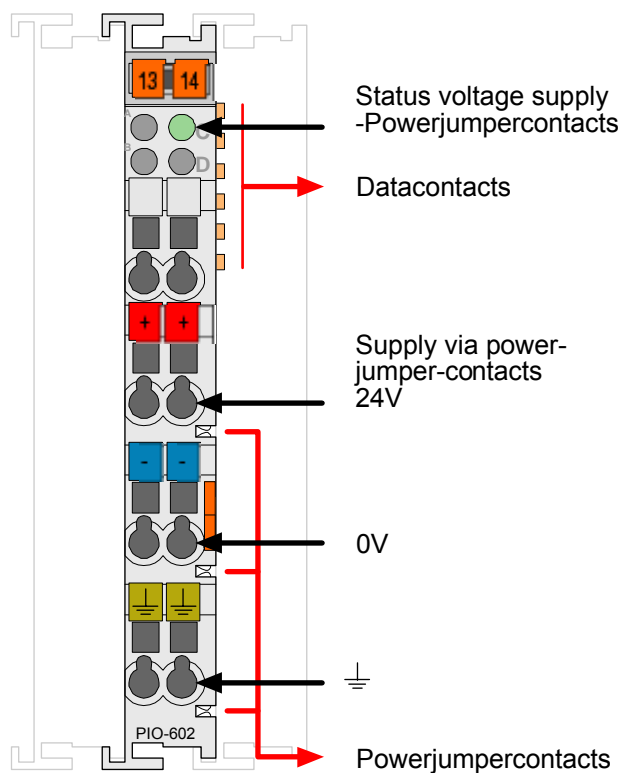 13 14
A
C
B
D
Status voltage supply
-Powerjumpercontacts
Datacontacts
+ +
Supply via power-
jumper-contacts
24V
- -
0V
PIO-602
Powerjumpercontacts